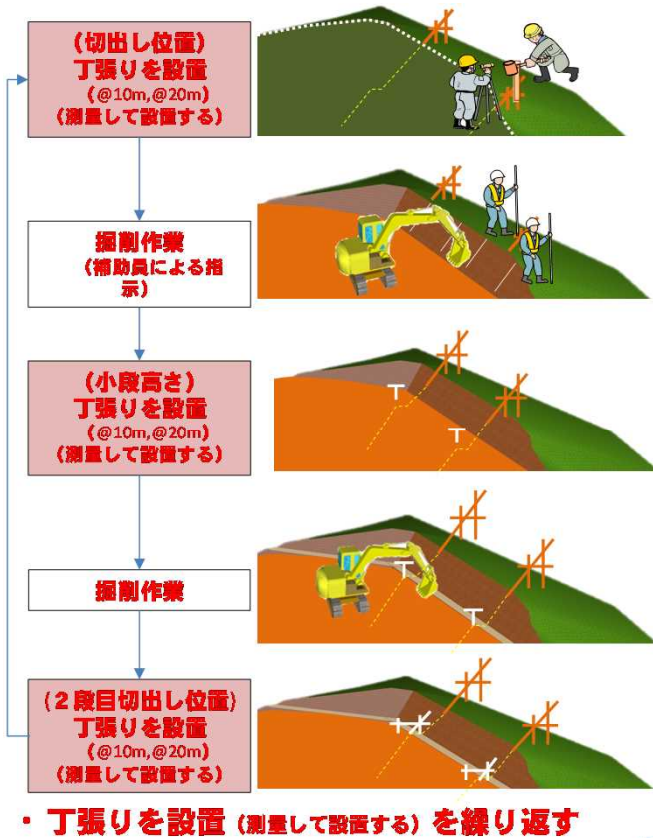 (切出し位置)
丁張りを設置
(@10m,@20m)
(測量して設置する)
掘削作業
(補助員による指
示)
(小段高さ)
丁張りを設置
(@10m,@20m)
(測量して設置する)
掘削作業
(２段目切出し位置)
丁張りを設置
(@10m,@20m)
(測量して設置する)
・丁張りを設置(測量して設置する)を繰り返す